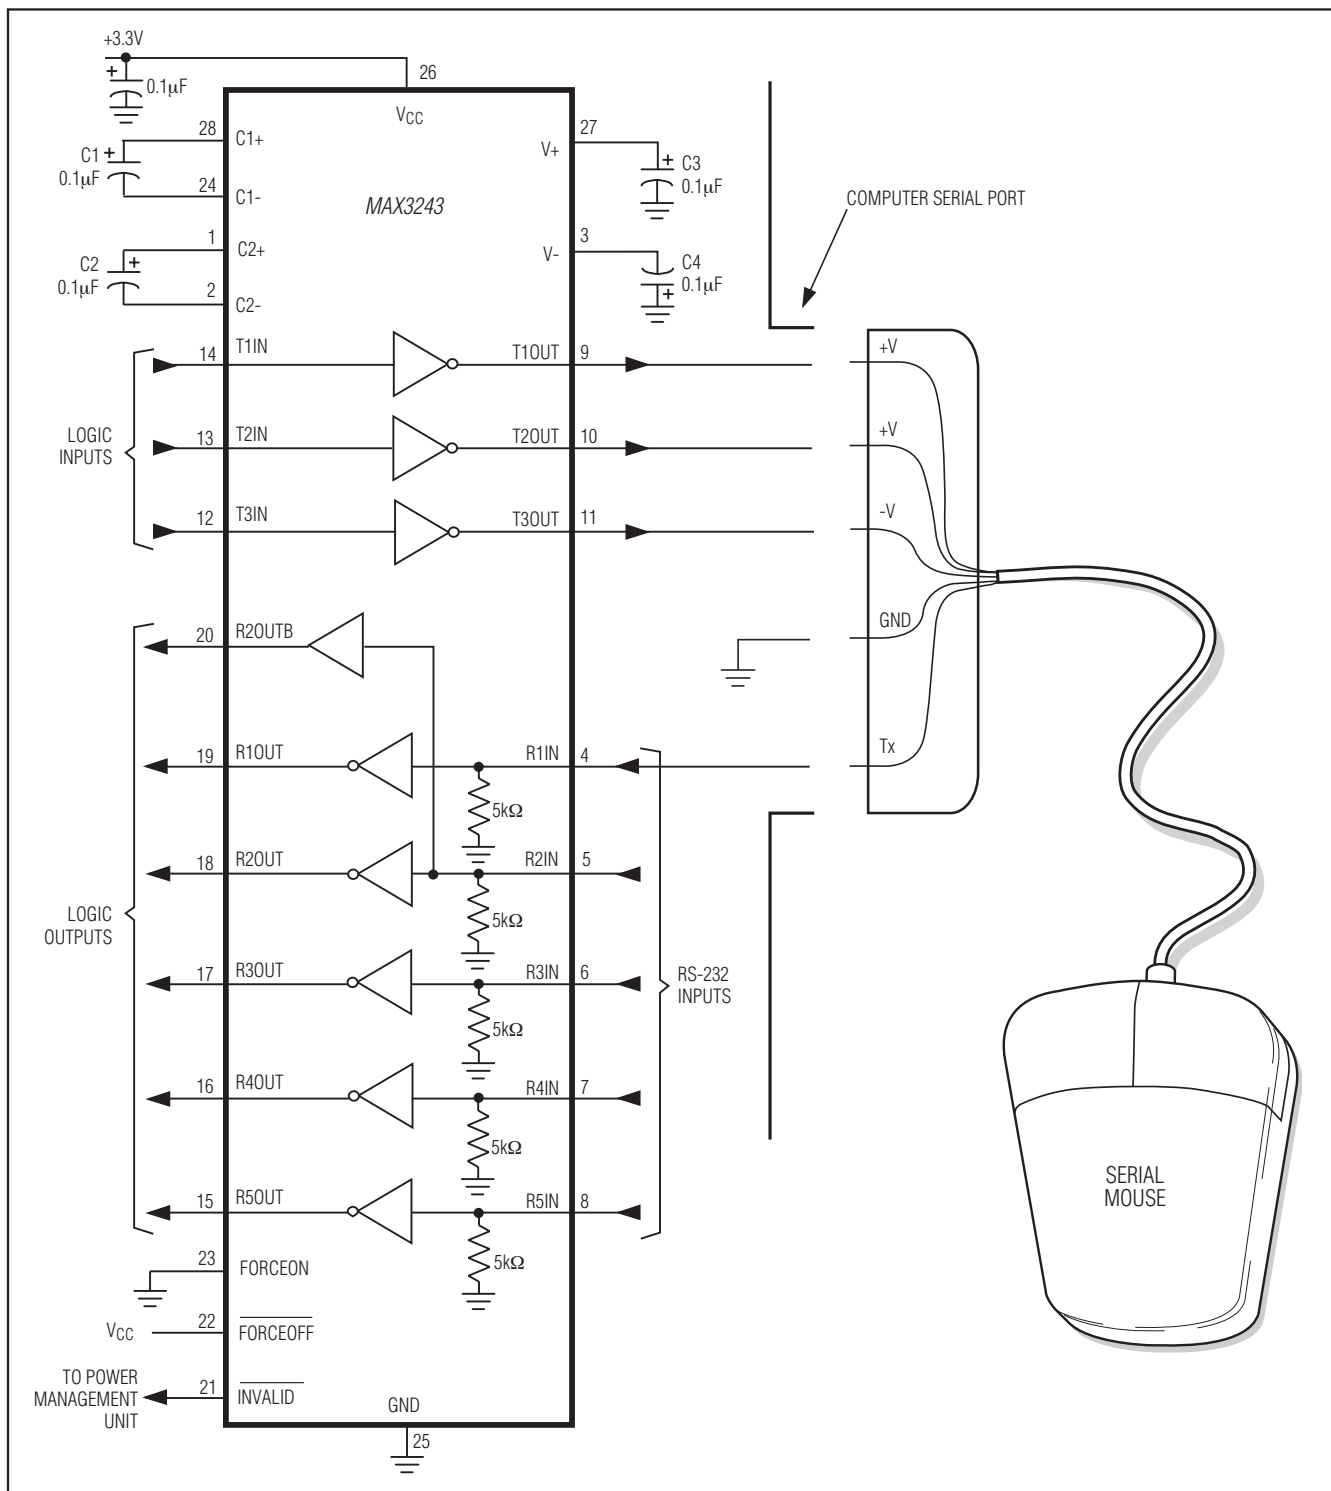 +3.3V
+
0.1μF
26
VCC
28
C1+
C1
+
0.1μF
24
C1-
MAX3243
27
V+
+
C3
0.1μF
1
C2+
C2
+
0.1μF
2
C2-
3
V-
C4
0.1μF
+
COMPUTER SERIAL PORT
LOGIC
INPUTS
14
T1IN
T1OUT
9
13
T2IN
T2OUT
10
12
T3IN
T3OUT
11
+V
+V
-V
GND
Tx
LOGIC
OUTPUTS
20
R2OUTB
19
R1OUT
R1IN
4
5kΩ
18
R2OUT
R2IN
5
5kΩ
17
R3OUT
R3IN
6
5kΩ
16
R4OUT
R4IN
7
5kΩ
15
R5OUT
R5IN
8
5kΩ
RS-232
INPUTS
23
FORCEON
VCC
22
FORCEOFF
TO POWER
MANAGEMENT
UNIT
21
INVALID
GND
25
SERIAL
MOUSE